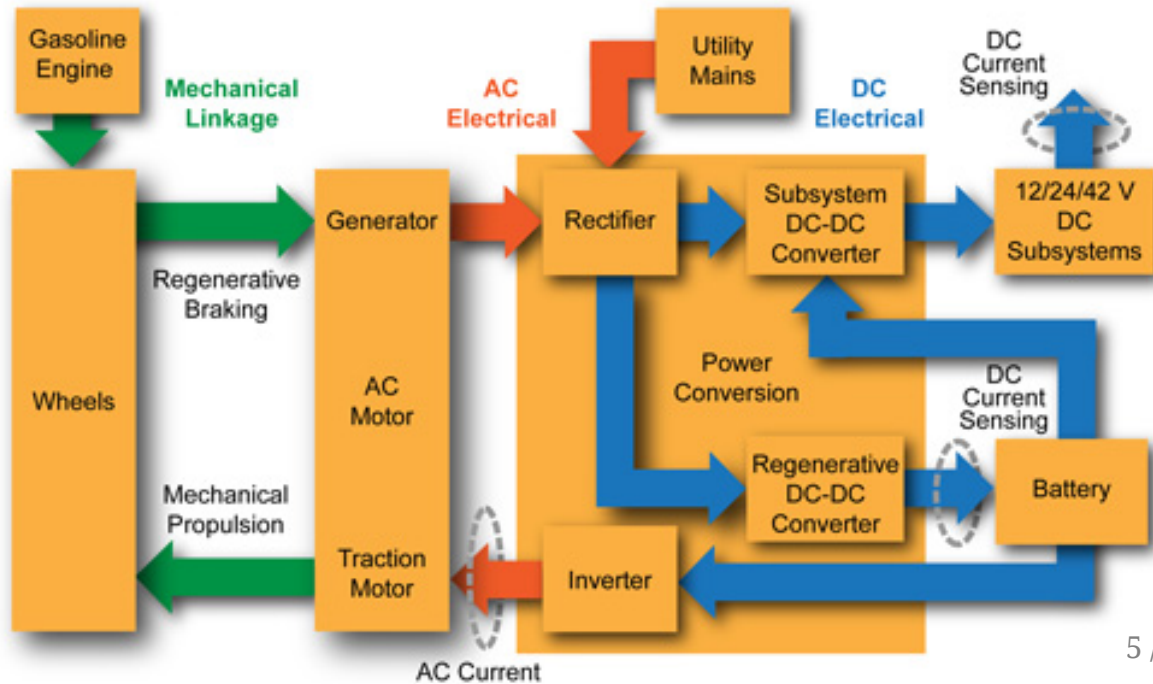 Gasoline
Engine
Mechanical
Linkage
AC
Electrical
Utility
Mains
DC
Electrical
DC
Current
Sensing
Wheels
Regenerative
Braking
Generator
Rectifier
Subsystem
DC-DC
Converter
12/24/42 V
DC
Subsystems
AC
Motor
Power
Conversion
DC
Current
Sensing
Mechanical
Propulsion
Traction
Motor
Inverter
Regenerative
DC-DC
Converter
Battery
AC Current
5 /